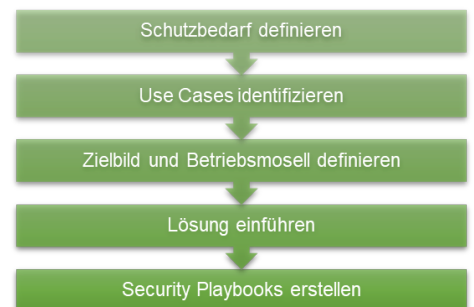 Schutzbedarf definieren
Use Cases identifizieren
Zielbild und Betriebsmosell definieren
Lösung einführen
Security Playbooks erstellen